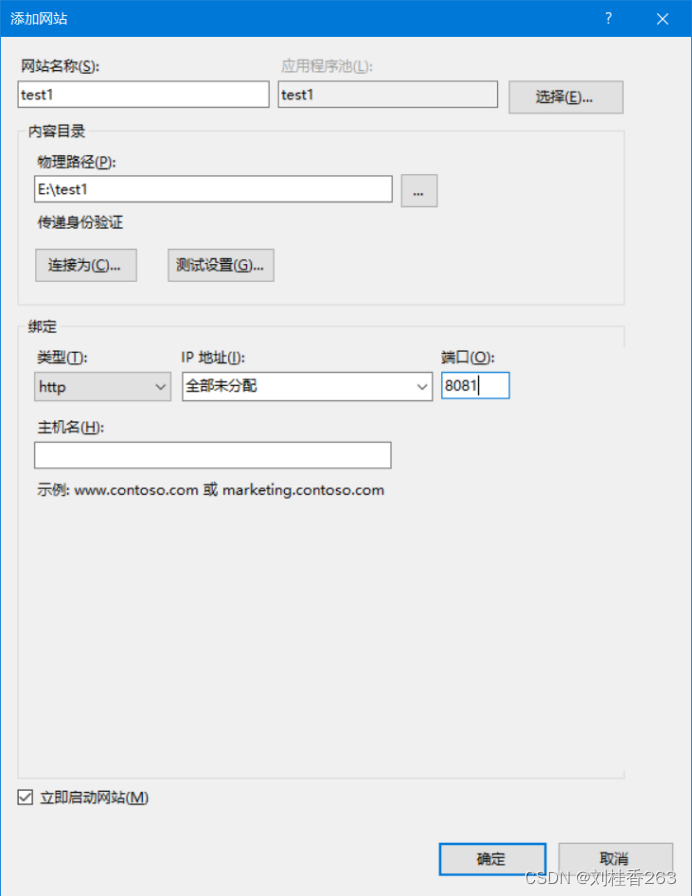 添加网站 ?
网站名称(S): 应用程序池(L):
test1 test1 选择(E)...
内容目录
物理路径(P):
E:\test1 ...
传递身份验证
连接为(C)... 测试设置(G)...
绑定
类型(T): IP 地址(I): 端口(O):
http 全部未分配 8081
主机名(H):
示例: www.contoso.com 或 marketing.contoso.com
立即启动网站(M)
确定 取消
CSDN @刘桂香263